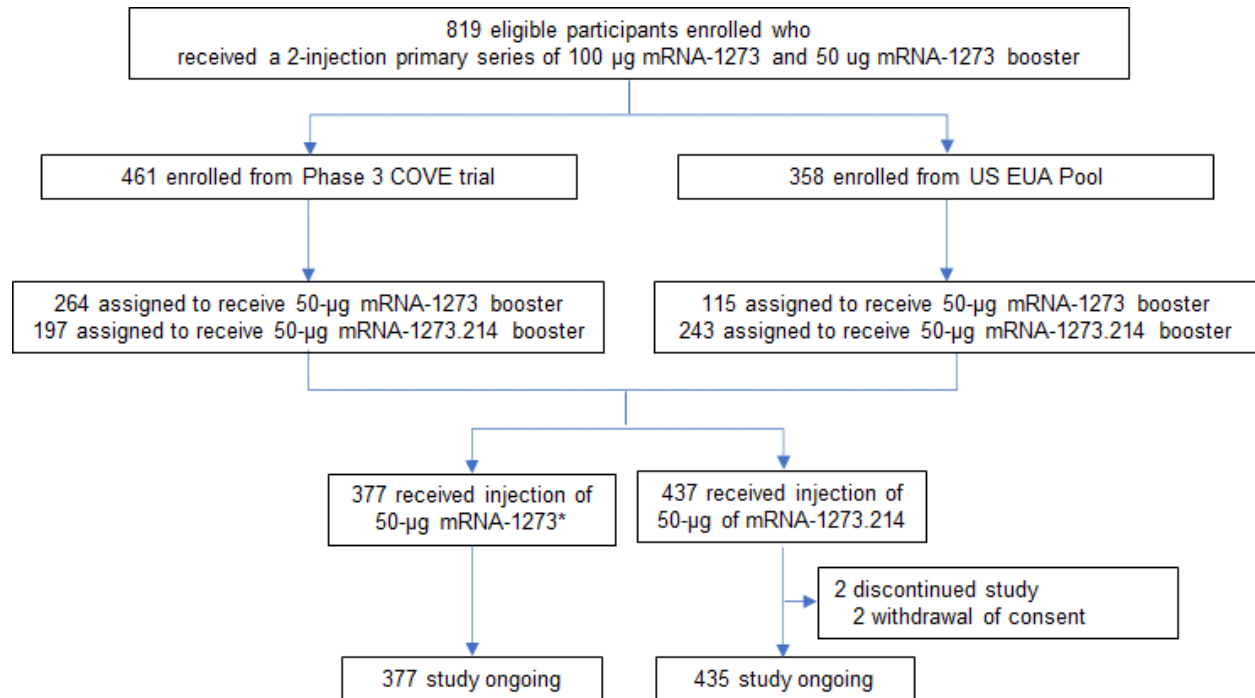 819 eligible participants enrolled who
received a 2-injection primary series of 100 µg mRNA-1273 and 50 ug mRNA-1273 booster
461 enrolled from Phase 3 COVE trial
358 enrolled from US EUA Pool
264 assigned to receive 50-µg mRNA-1273 booster
197 assigned to receive 50-µg mRNA-1273.214 booster
115 assigned to receive 50-µg mRNA-1273 booster
243 assigned to receive 50-µg mRNA-1273.214 booster
377 received injection of
50-µg mRNA-1273*
437 received injection of
50-µg of mRNA-1273.214
2 discontinued study
2 withdrawal of consent
377 study ongoing
435 study ongoing